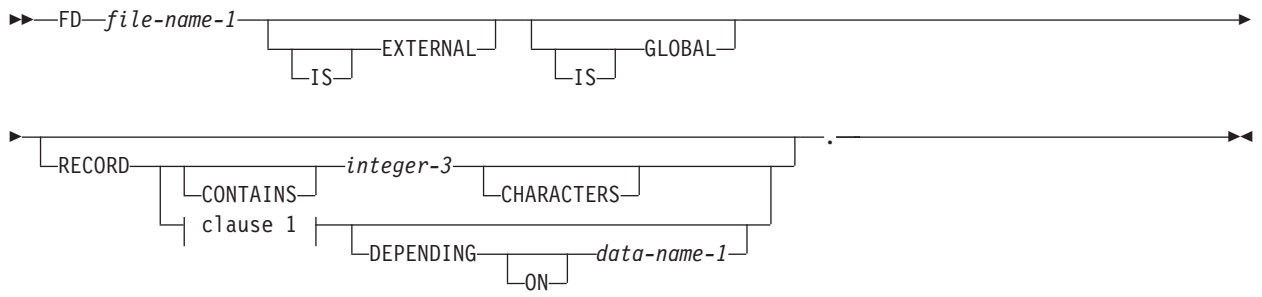 FD file-name-1 EXTERNAL GLOBAL
IS IS
RECORD integer-3 .
CONTAINS CHARACTERS
clause 1
DEPENDING data-name-1
ON